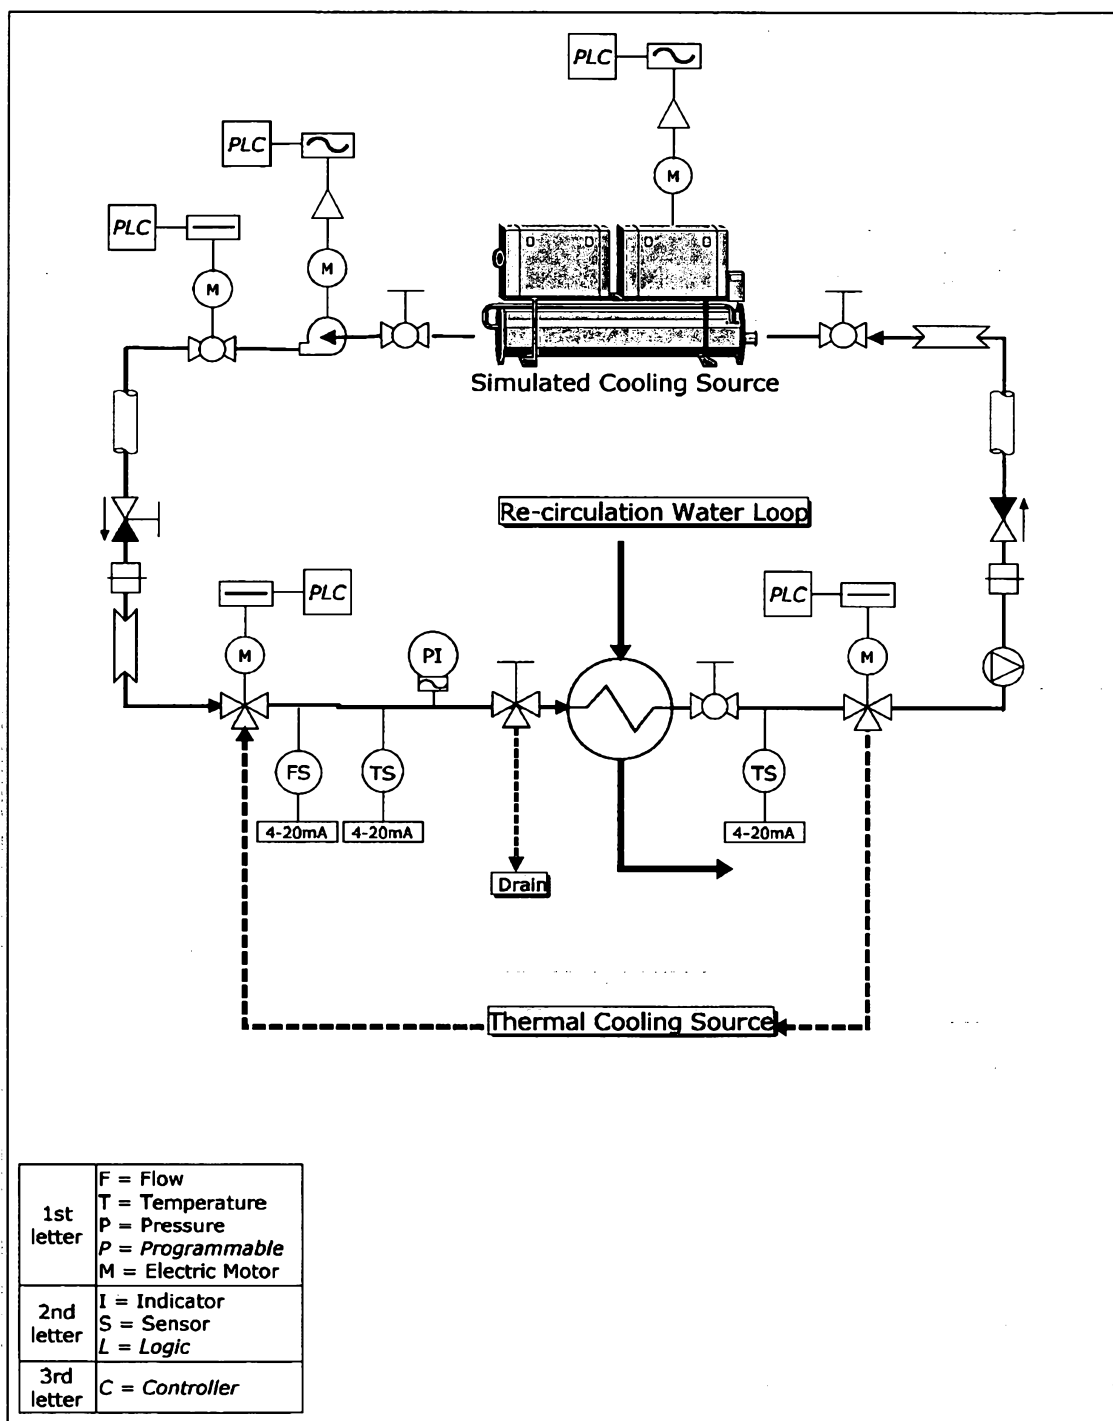 PLC
PLC
PLC
M
M
M
Simulated Cooling Source
Re-circulation Water Loop
PLC
PLC
M
PI
M
FS
TS
TS
4-20mA
4-20mA
4-20mA
Drain
Thermal Cooling Source
1st letter
F = Flow
T = Temperature
P = Pressure
P = Programmable
M = Electric Motor
2nd letter
I = Indicator
S = Sensor
L = Logic
3rd letter
C = Controller